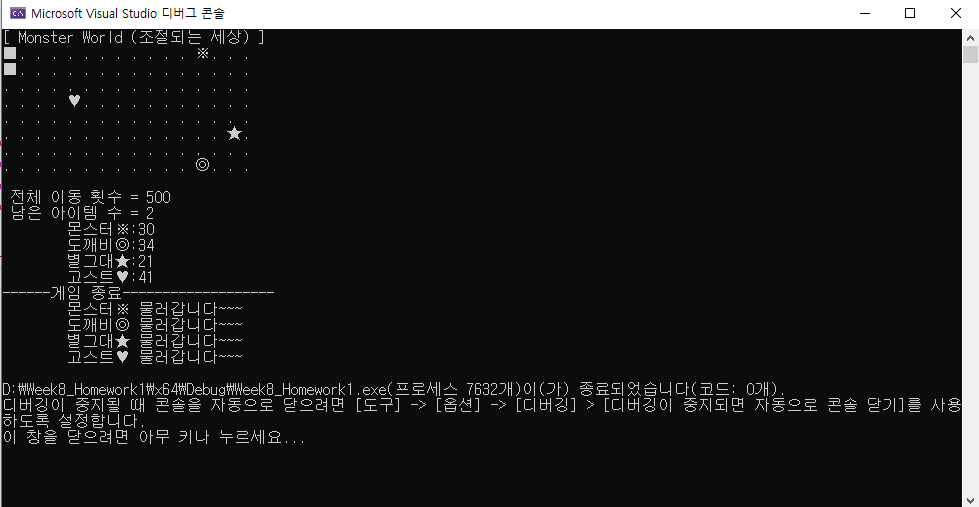 Microsoft Visual Studio 디버그 콘솔
[ Monster World (조절되는 세상) ]
■. . . . . . . . . . . ※. . .
■. . . . . . . . . . . . . . .
. . . . . . . . . . . . . . . .
. . . . ♥. . . . . . . . . . .
. . . . . . . . . . . . . . . .
. . . . . . . . . . . . . . ★.
. . . . . . . . . . . . . . . .
. . . . . . . . . . . . ◎. . .
전체 이동 횟수 = 500
남은 아이템 수 = 2
몬스터※:30
도깨비◎:34
별그대★:21
고스트♥:41
------게임 종료-------------------
몬스터※ 물러갑니다~~~
도깨비◎ 물러갑니다~~~
별그대★ 물러갑니다~~~
고스트♥ 물러갑니다~~~
D:\Week8_Homework1\x64\Debug\Week8_Homework1.exe(프로세스 7632개)이(가) 종료되었습니다(코드: 0개).
디버깅이 중지될 때 콘솔을 자동으로 닫으려면 [도구] -> [옵션] -> [디버깅] > [디버깅이 중지되면 자동으로 콘솔 닫기]를 사용
하도록 설정합니다.
이 창을 닫으려면 아무 키나 누르세요...